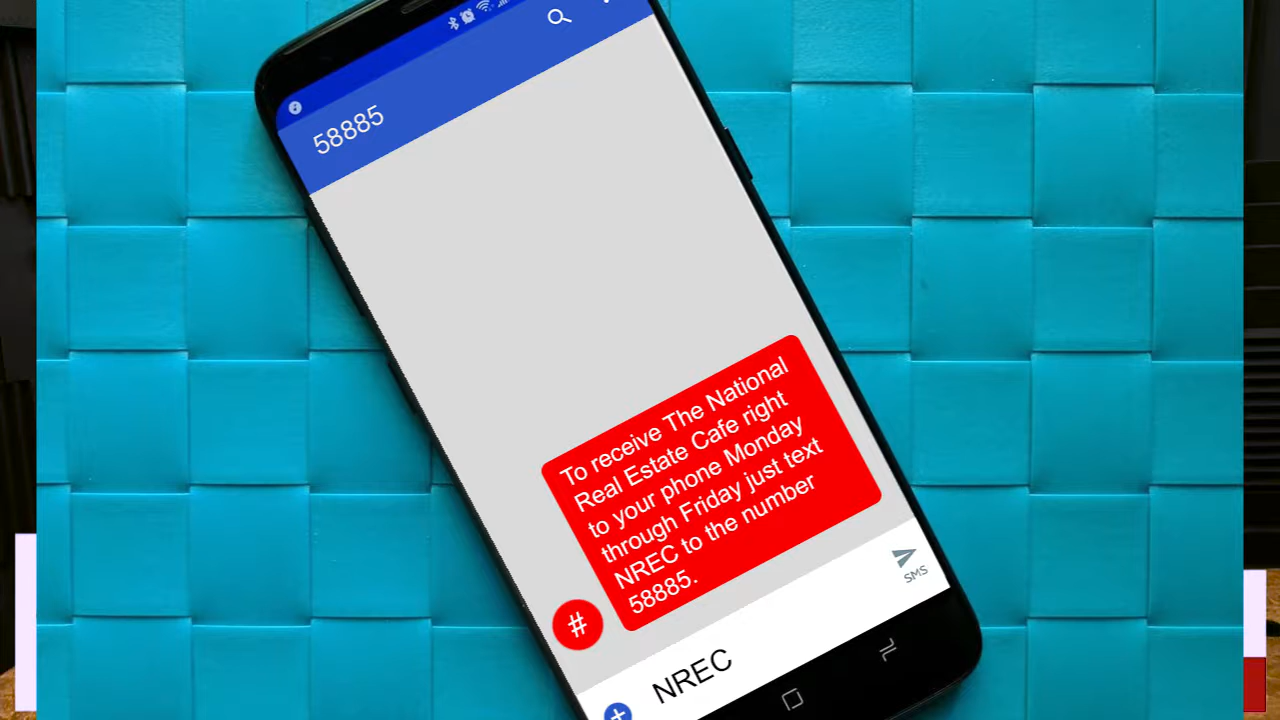 58885
To receive The National
Real Estate Cafe right
to your phone Monday
through Friday just text
NREC to the number
58885.
#
SMS
NREC